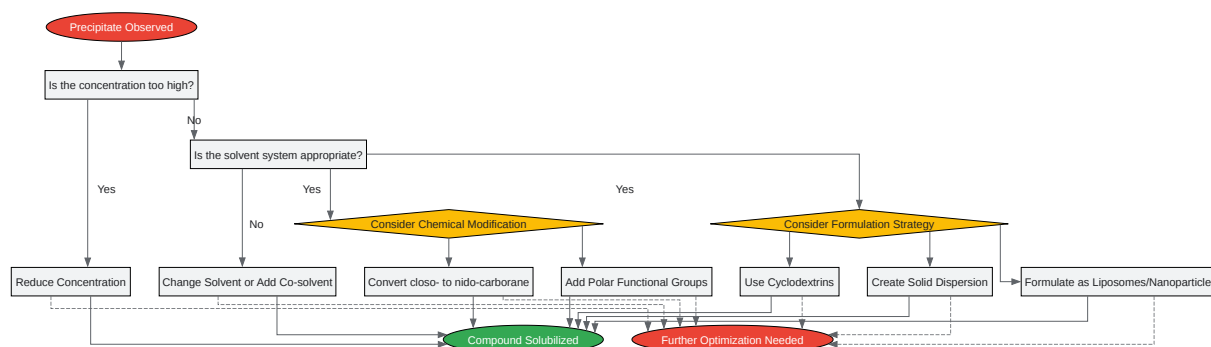 Precipitate Observed
Is the concentration too high?
No
Is the solvent system appropriate?
Yes
Yes
Yes
No
Consider Chemical Modification
Consider Formulation Strategy
Reduce Concentration
Change Solvent or Add Co-solvent
Convert closo- to nido-carborane
Add Polar Functional Groups
Use Cyclodextrins
Create Solid Dispersion
Formulate as Liposomes/Nanoparticles
Compound Solubilized
Further Optimization Needed